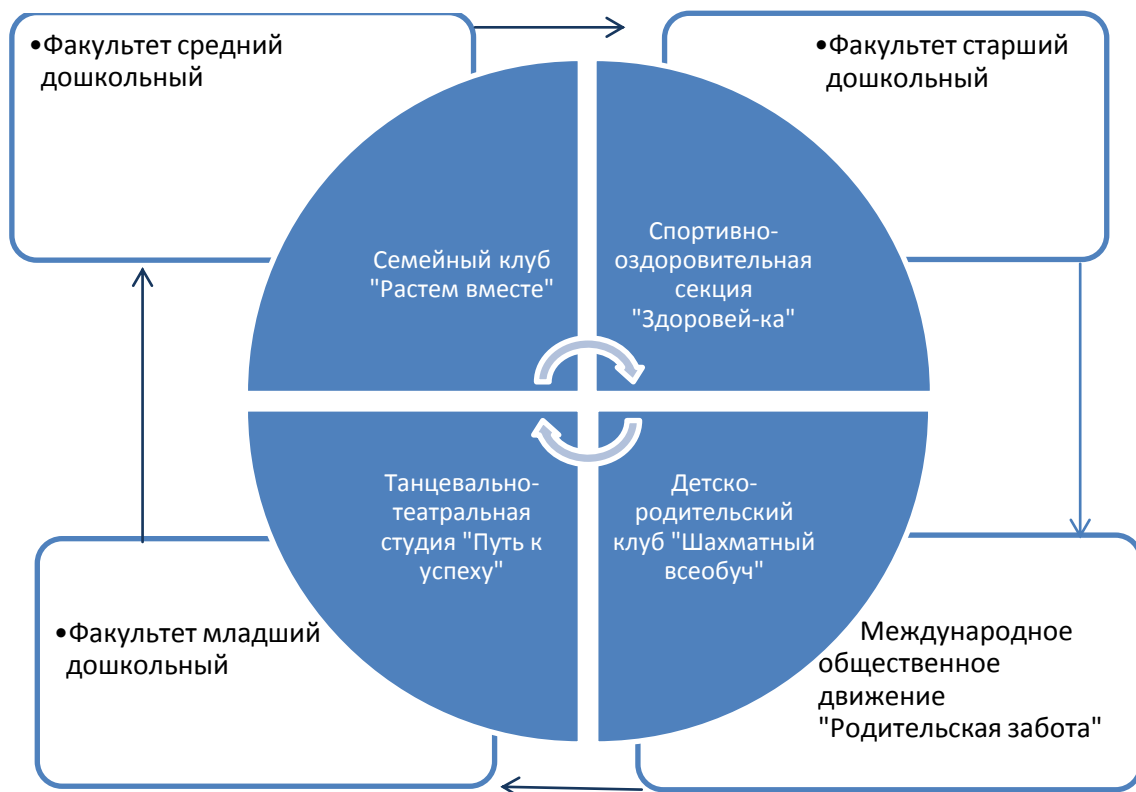 •Факультет средний
дошкольный
•Факультет старший
дошкольный
Семейный клуб
"Растем вместе"
Спортивно-
оздоровительная
секция
"Здоровей-ка"
Танцевально-
театральная
студия "Путь к
успеху"
Детско-
родительский
клуб "Шахматный
всеобуч"
•Факультет младший
дошкольный
Международное
общественное
движение
"Родительская забота"